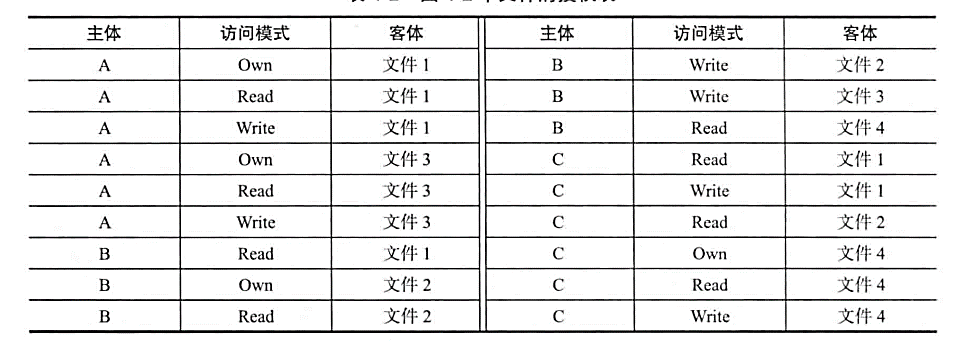 主体 访问模式 客体 主体 访问模式 客体
A Own 文件 1 B Write 文件 2
A Read 文件 1 B Write 文件 3
A Write 文件 1 B Read 文件 4
A Own 文件 3 C Read 文件 1
A Read 文件 3 C Write 文件 1
A Write 文件 3 C Read 文件 2
B Read 文件 1 C Own 文件 4
B Own 文件 2 C Read 文件 4
B Read 文件 2 C Write 文件 4